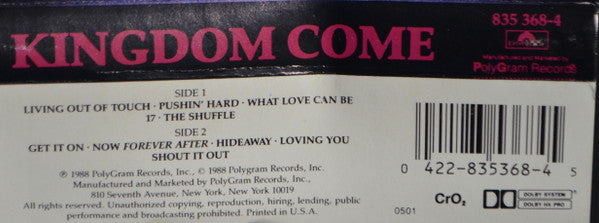 KINGDOM COME
835 368-4
Manufactured and Marketed by
PolyGram Records
SIDE 1
LIVING OUT OF TOUCH · PUSHIN' HARD · WHAT LOVE CAN BE
17 · THE SHUFFLE
SIDE 2
GET IT ON · NOW FOREVER AFTER · HIDEAWAY · LOVING YOU
SHOUT IT OUT
℗ 1988 PolyGram Records, Inc., © 1988 Polygram Records, Inc.
Manufactured and Marketed by PolyGram Records, Inc.
810 Seventh Avenue, New York, New York 10019
All rights reserved. Unauthorized copying, reproduction, hiring, lending, public
performance and broadcasting prohibited. Printed in U.S.A.
0 422-835368-4 5
0501
CrO₂
DOLBY SYSTEM
DOLBY HX PRO